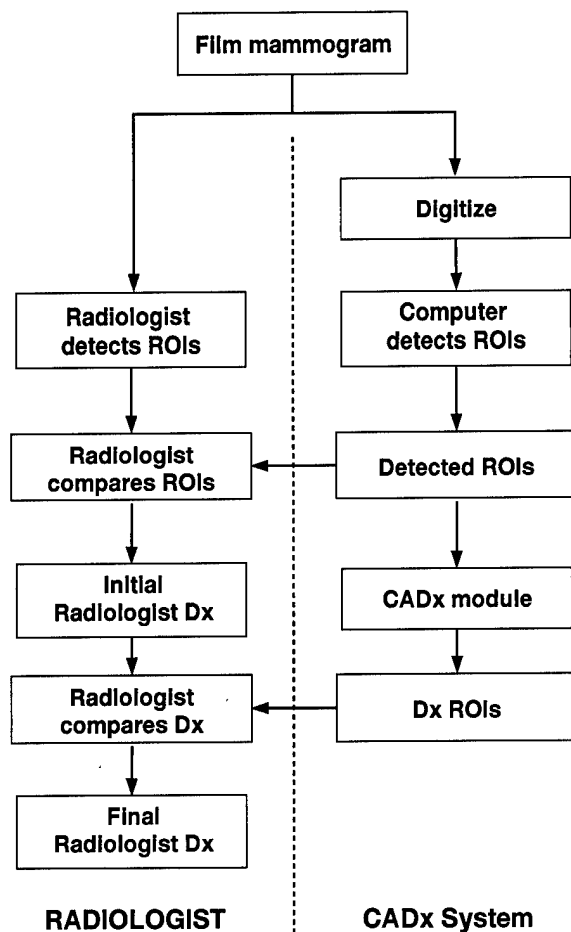 Film mammogram
Digitize
Radiologist
detects ROIs
Computer
detects ROIs
Radiologist
compares ROIs
Detected ROIs
Initial
Radiologist Dx
CADx module
Radiologist
compares Dx
Dx ROIs
Final
Radiologist Dx
RADIOLOGIST
CADx System